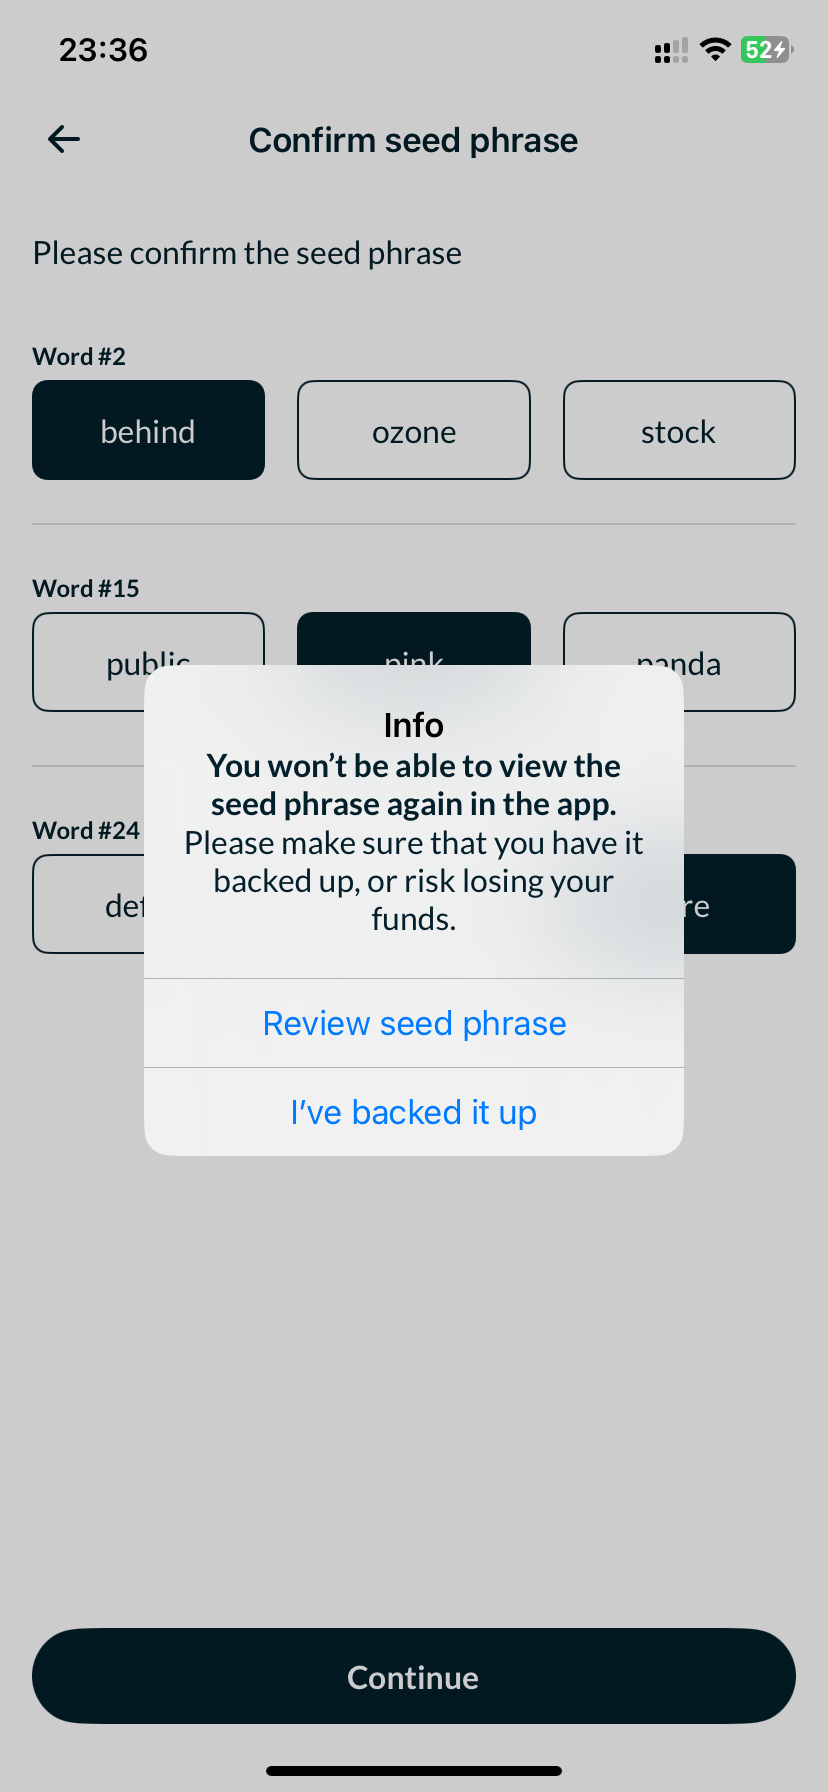 23:36
52
Confirm seed phrase
Please confirm the seed phrase
Word #2
behind ozone stock
Word #15
public pink panda
Info
You won’t be able to view the
seed phrase again in the app.
Please make sure that you have it
backed up, or risk losing your
funds.
Word #24
Review seed phrase
I’ve backed it up
Continue